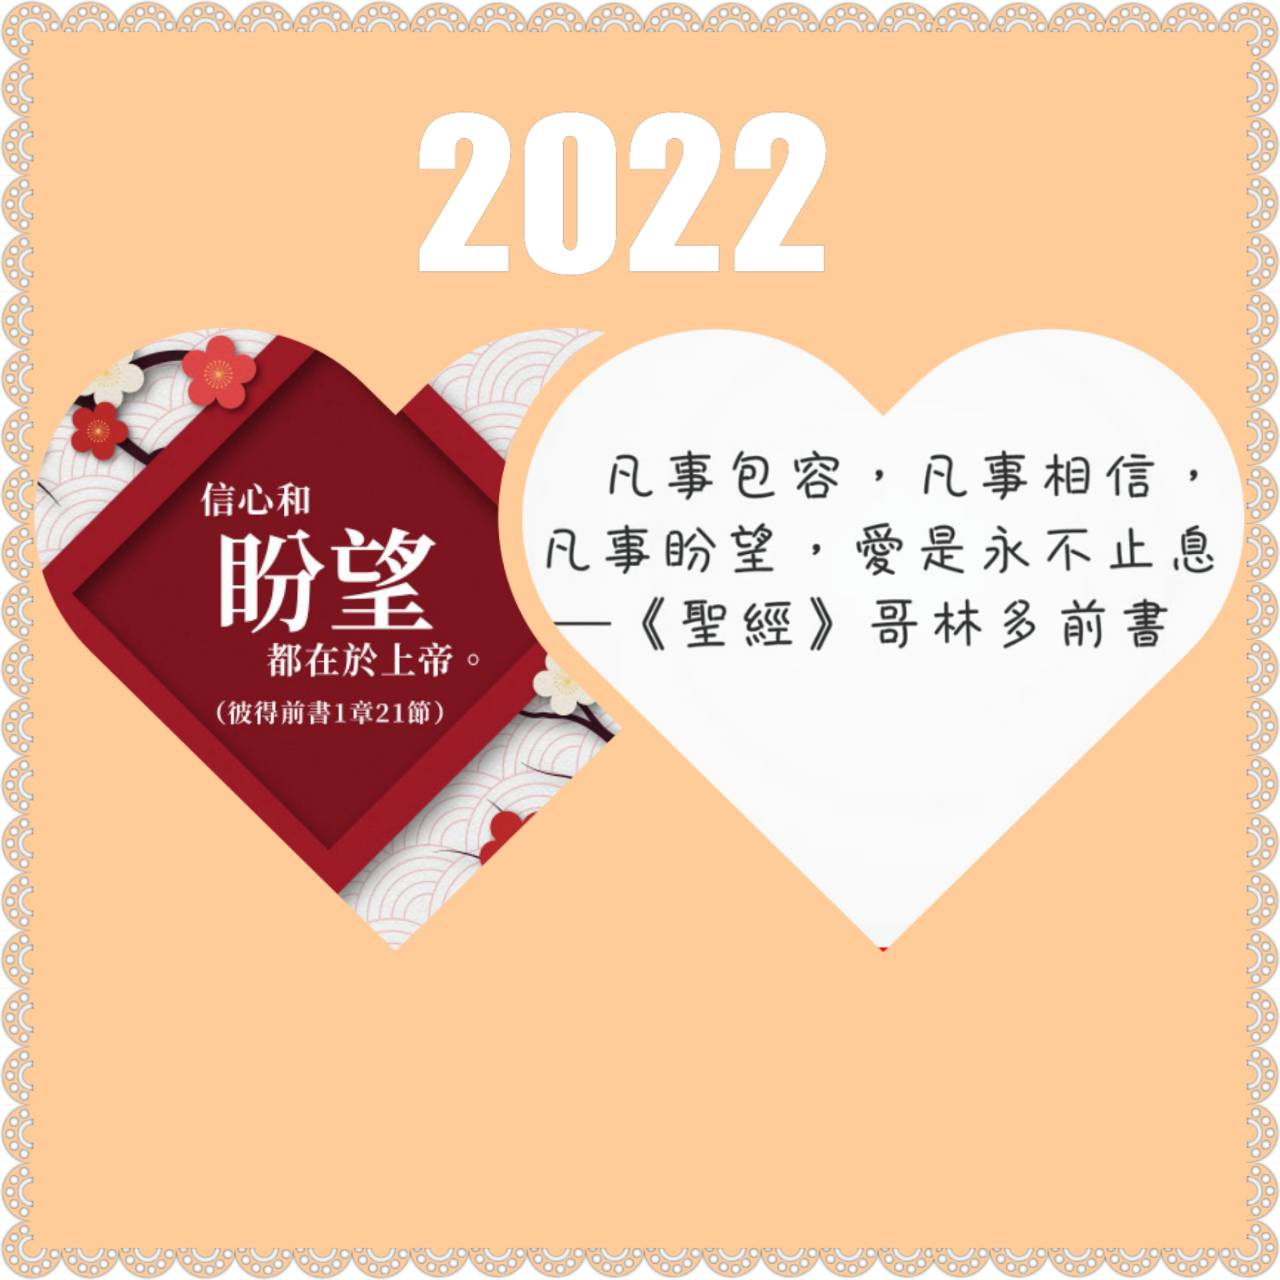 2022
信心和
盼望
都在於上帝。
（彼得前書1章21節）
凡事包容，凡事相信，
凡事盼望，愛是永不止息
—《聖經》哥林多前書